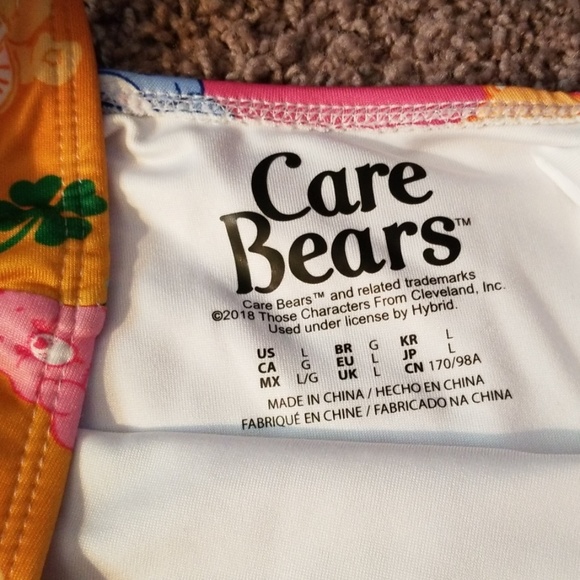 Care
Bears™
Care Bears™ and related trademarks
©2018 Those Characters From Cleveland, Inc.
Used under license by Hybrid.
US L BR G KR L
CA G EU L JP L
MX L/G UK L CN 170/98A
MADE IN CHINA / HECHO EN CHINA
FABRIQUÉ EN CHINE / FABRICADO NA CHINA